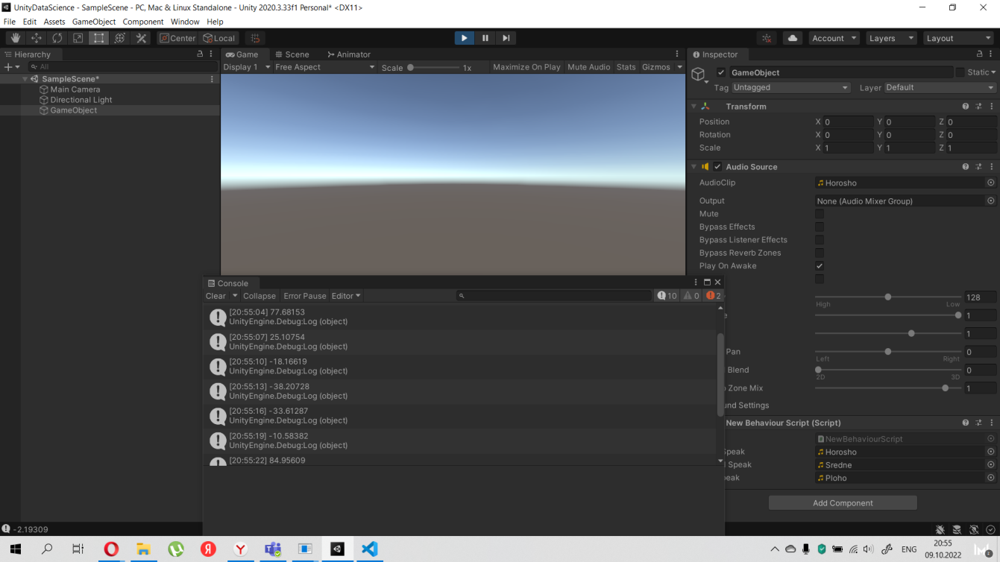 UnityDataScience - SampleScene - PC, Mac & Linux Standalone - Unity 2020.3.33f1 Personal* <DX11>
File Edit Assets GameObject Component Window Help
Center Local Account Layers Layout
Hierarchy
All
SampleScene*
Main Camera
Directional Light
GameObject
Game Scene Animator
Display 1 Free Aspect Scale 1x Maximize On Play Mute Audio Stats Gizmos
Inspector
GameObject Static
Tag Untagged Layer Default
Transform
Position X 0 Y 0 Z 0
Rotation X 0 Y 0 Z 0
Scale X 1 Y 1 Z 1
Audio Source
AudioClip Horosho
Output None (Audio Mixer Group)
Mute
Bypass Effects
Bypass Listener Effects
Bypass Reverb Zones
Play On Awake
128
High Low
e 1
1
Pan 0
Left Right
Blend 0
2D 3D
Zone Mix 1
und Settings
New Behaviour Script (Script)
NewBehaviourScript
Speak Horosho
l Speak Sredne
eak Ploho
Add Component
Console
Clear Collapse Error Pause Editor 10 0 2
[20:55:04] 77.68153
UnityEngine.Debug:Log (object)
[20:55:07] 25.10754
UnityEngine.Debug:Log (object)
[20:55:10] -18.16619
UnityEngine.Debug:Log (object)
[20:55:13] -38.20728
UnityEngine.Debug:Log (object)
[20:55:16] -33.61287
UnityEngine.Debug:Log (object)
[20:55:19] -10.58382
UnityEngine.Debug:Log (object)
[20:55:22] 84.95609
-2.19309
ENG
20:55
09.10.2022